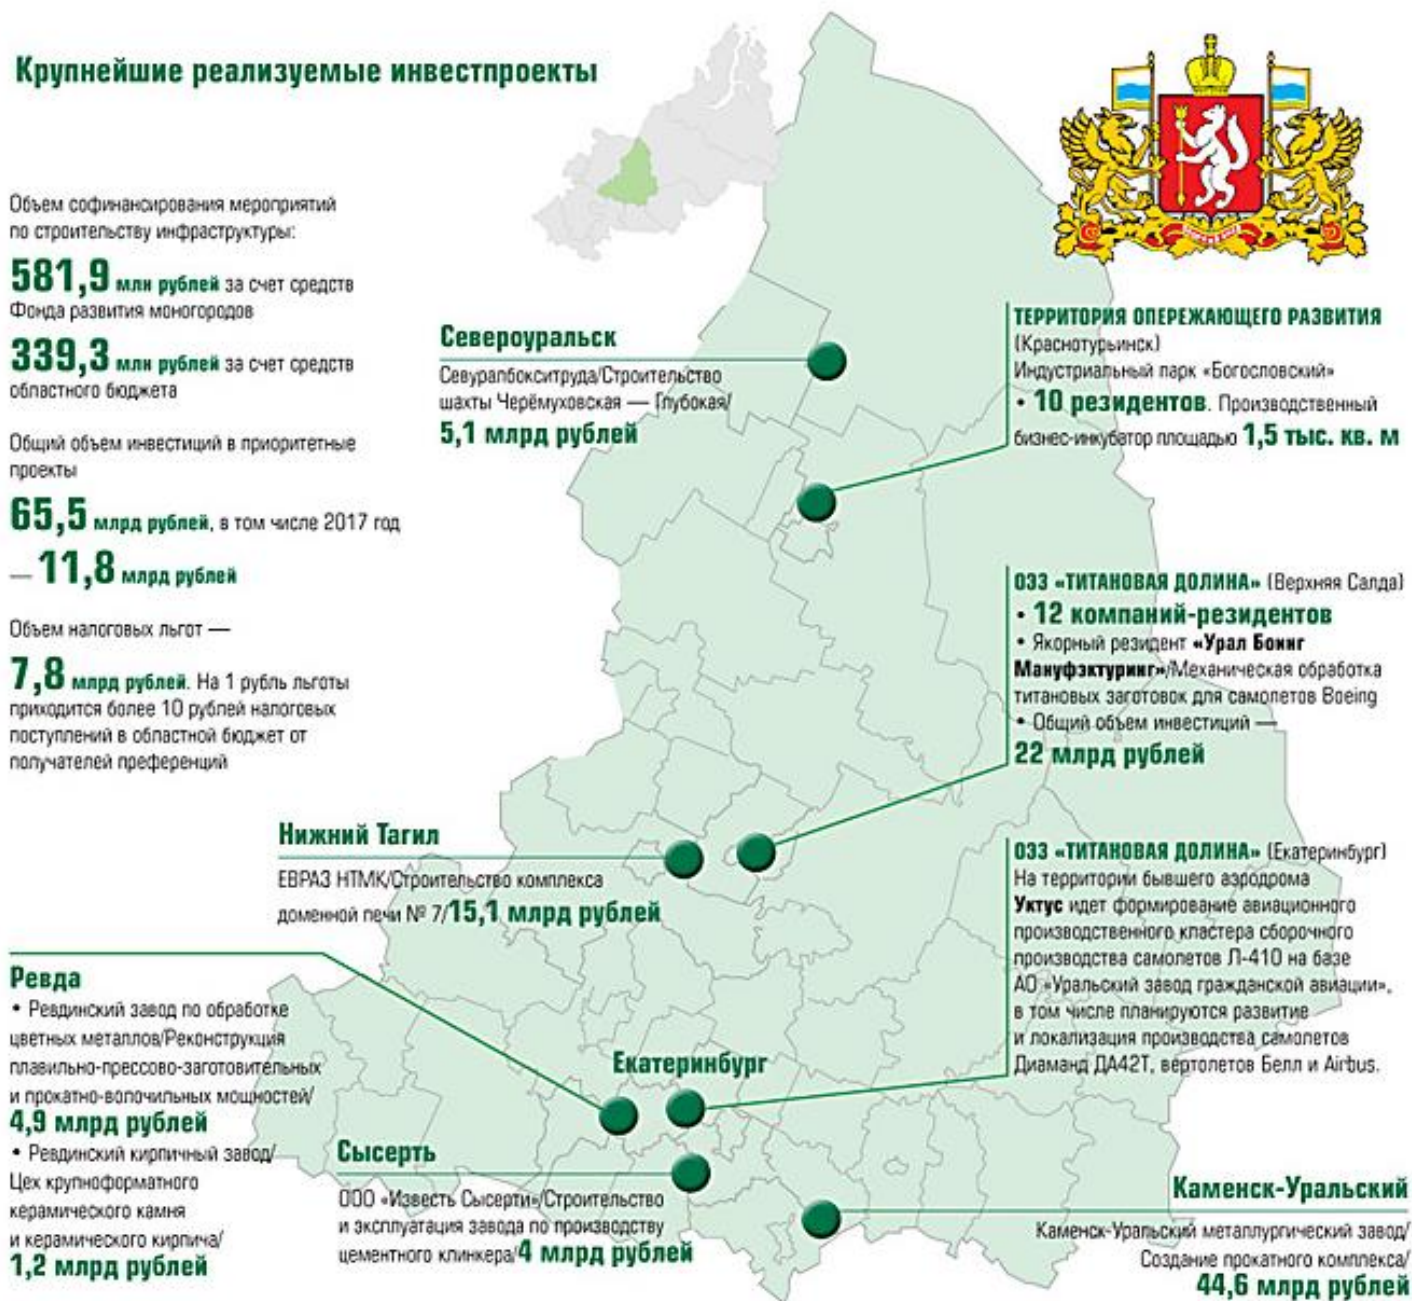 Крупнейшие реализуемые инвестпроекты
Объем софинансирования мероприятий
по строительству инфраструктуры:
581,9 млн рублей за счет средств
Фонда развития моногородов
339,3 млн рублей за счет средств
областного бюджета
Общий объем инвестиций в приоритетные
проекты
65,5 млрд рублей, в том числе 2017 год
— 11,8 млрд рублей
Объем налоговых льгот —
7,8 млрд рублей. На 1 рубль льготы
приходится более 10 рублей налоговых
поступлений в областной бюджет от
получателей преференций
Североуральск
Севуралбокситруда/Строительство
шахты Черёмуховская — Глубокая/
5,1 млрд рублей
ТЕРРИТОРИЯ ОПЕРЕЖАЮЩЕГО РАЗВИТИЯ
(Краснотурьинск)
Индустриальный парк «Богословский»
• 10 резидентов. Производственный
бизнес-инкубатор площадью 1,5 тыс. кв. м
ОЭЗ «ТИТАНОВАЯ ДОЛИНА» (Верхняя Салда)
• 12 компаний-резидентов
• Якорный резидент «Урал Боинг
Мануфэктуринг»/Механическая обработка
титановых заготовок для самолетов Boeing
• Общий объем инвестиций —
22 млрд рублей
Нижний Тагил
ЕВРАЗ НТМК/Строительство комплекса
доменной печи № 7/15,1 млрд рублей
ОЭЗ «ТИТАНОВАЯ ДОЛИНА» (Екатеринбург)
На территории бывшего аэродрома
Уктус идет формирование авиационного
производственного кластера сборочного
производства самолетов Л-410 на базе
АО «Уральский завод гражданской авиации»,
в том числе планируются развитие
и локализация производства самолетов
Диаманд ДА42Т, вертолетов Белл и Airbus.
Ревда
• Ревдинский завод по обработке
цветных металлов/Реконструкция
плавильно-прессово-заготовительных
и прокатно-волочильных мощностей/
4,9 млрд рублей
• Ревдинский кирпичный завод/
Цех крупноформатного
керамического камня
и керамического кирпича/
1,2 млрд рублей
Екатеринбург
Сысерть
ООО «Известь Сысерти»/Строительство
и эксплуатация завода по производству
цементного клинкера/4 млрд рублей
Каменск-Уральский
Каменск-Уральский металлургический завод/
Создание прокатного комплекса/
44,6 млрд рублей